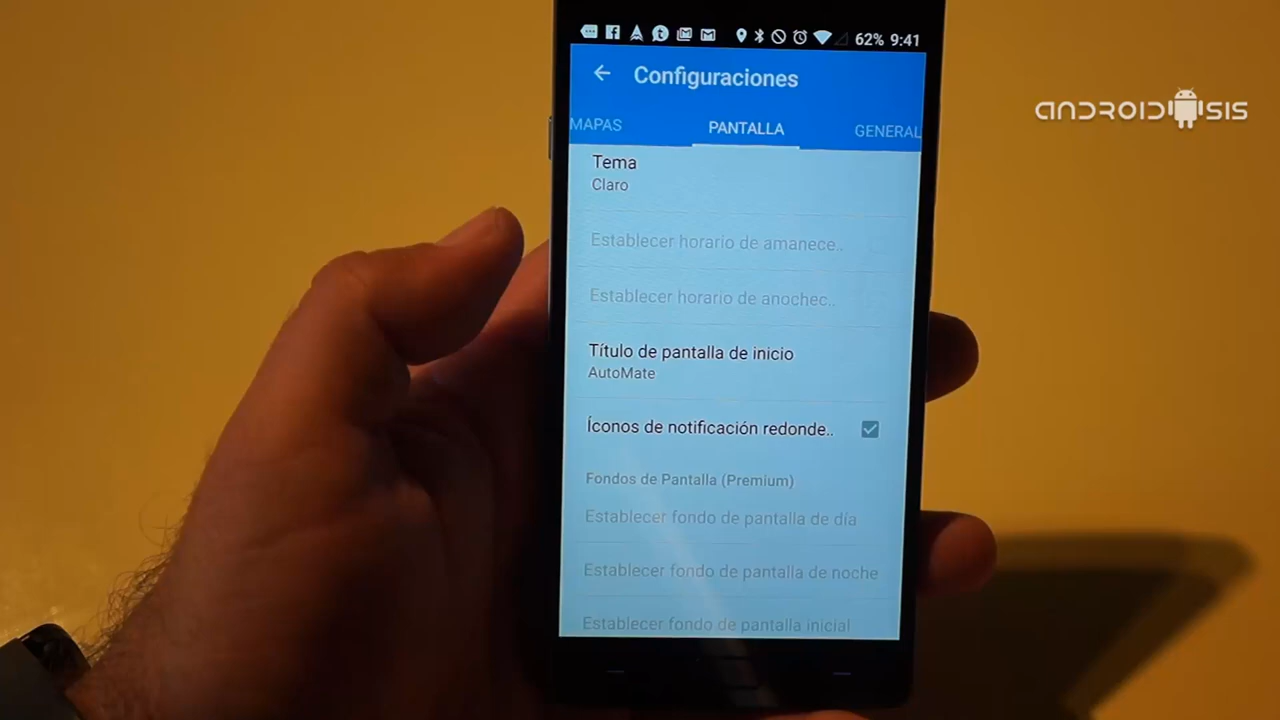 62% 9:41
Configuraciones
MAPAS PANTALLA GENERAL
ANDROIDSIS
Tema
Claro
Establecer horario de amanece..
Establecer horario de anochec..
Título de pantalla de inicio
AutoMate
Íconos de notificación redonde..
Fondos de Pantalla (Premium)
Establecer fondo de pantalla de día
Establecer fondo de pantalla de noche
Establecer fondo de pantalla inicial